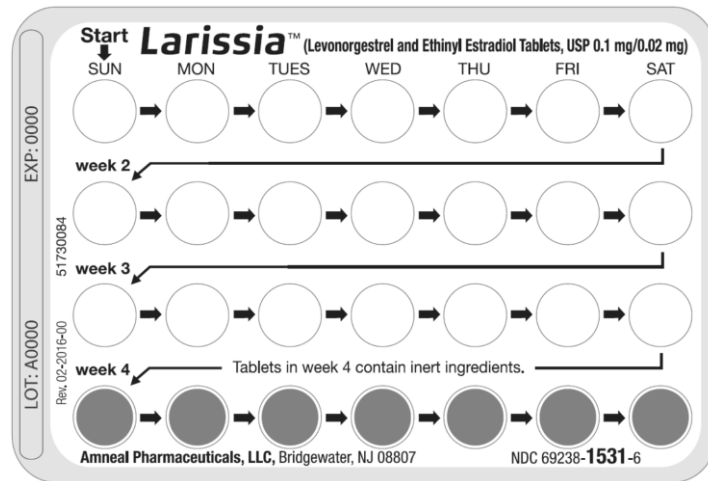 Start Larissia™ (Levonorgestrel and Ethinyl Estradiol Tablets, USP 0.1 mg/0.02 mg)
SUN MON TUES WED THU FRI SAT
week 2
week 3
week 4 Tablets in week 4 contain inert ingredients.
Amneal Pharmaceuticals, LLC, Bridgewater, NJ 08807 NDC 69238-1531-6
EXP: 0000
LOT: A0000
51730084
Rev. 02-2016-00